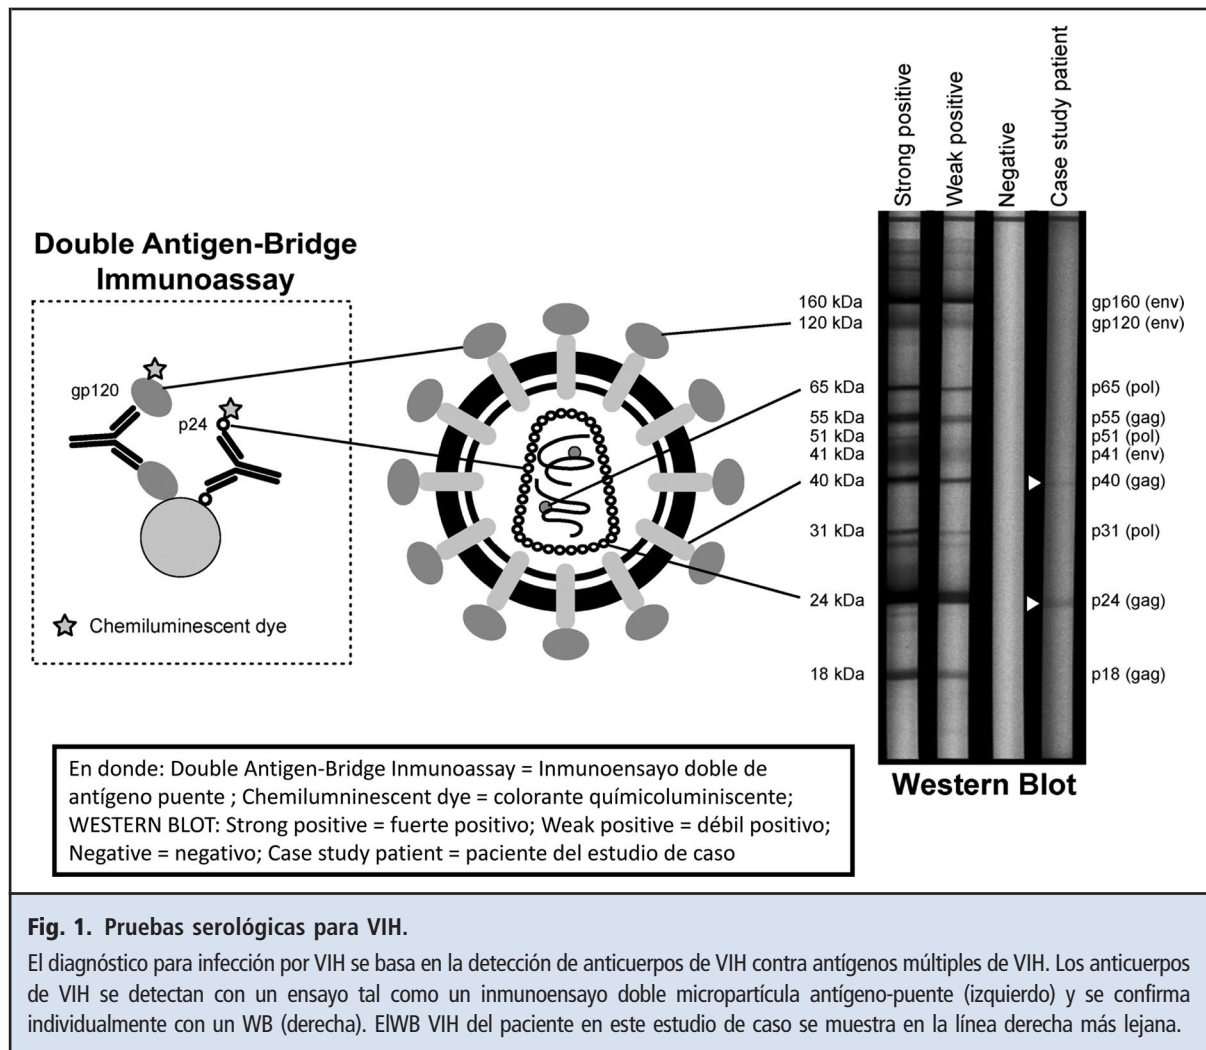 Strong positive
Weak positive
Negative
Case study patient
Double Antigen-Bridge
Immunoassay
gp120
p24
Chemiluminescent dye
160 kDa
120 kDa
65 kDa
55 kDa
51 kDa
41 kDa
40 kDa
31 kDa
24 kDa
18 kDa
gp160 (env)
gp120 (env)
p65 (pol)
p55 (gag)
p51 (pol)
p41 (env)
p40 (gag)
p31 (pol)
p24 (gag)
p18 (gag)
Western Blot
En donde: Double Antigen-Bridge Inmunoassay = Inmunoensayo doble de
antígeno puente ; Chemilumninescent dye = colorante químicoluminiscente;
WESTERN BLOT: Strong positive = fuerte positivo; Weak positive = débil positivo;
Negative = negativo; Case study patient = paciente del estudio de caso
Fig. 1. Pruebas serológicas para VIH.
El diagnóstico para infección por VIH se basa en la detección de anticuerpos de VIH contra antígenos múltiples de VIH. Los anticuerpos
de VIH se detectan con un ensayo tal como un inmunoensayo doble micropartícula antígeno-puente (izquierdo) y se confirma
individualmente con un WB (derecha). ElWB VIH del paciente en este estudio de caso se muestra en la línea derecha más lejana.